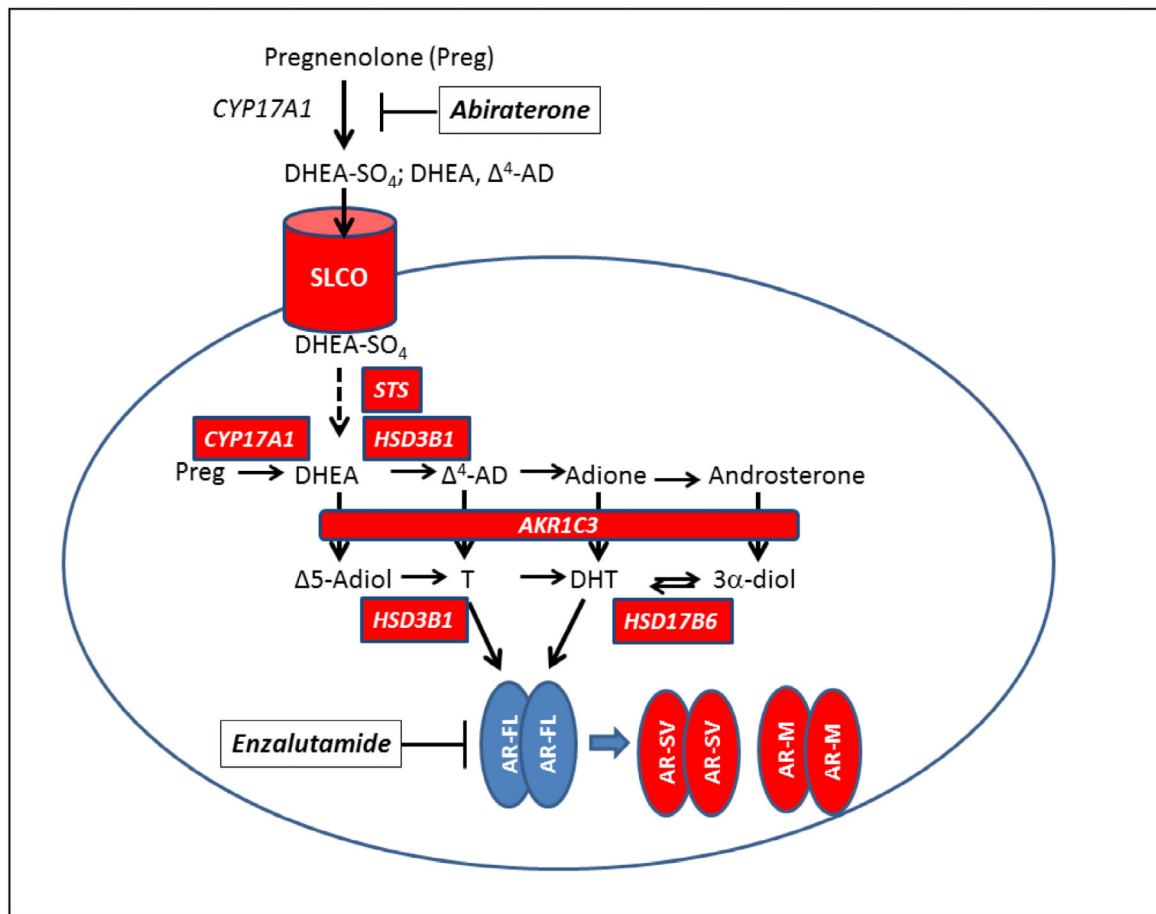 Pregnenolone (Preg)
CYP17A1
Abiraterone
DHEA-SO₄; DHEA, Δ⁴-AD
SLCO
DHEA-SO₄
STS
CYP17A1
HSD3B1
Preg
DHEA
Δ⁴-AD
Adione
Androsterone
AKR1C3
Δ5-Adiol
T
DHT
3α-diol
HSD3B1
HSD17B6
Enzalutamide
AR-FL
AR-FL
AR-SV
AR-SV
AR-M
AR-M